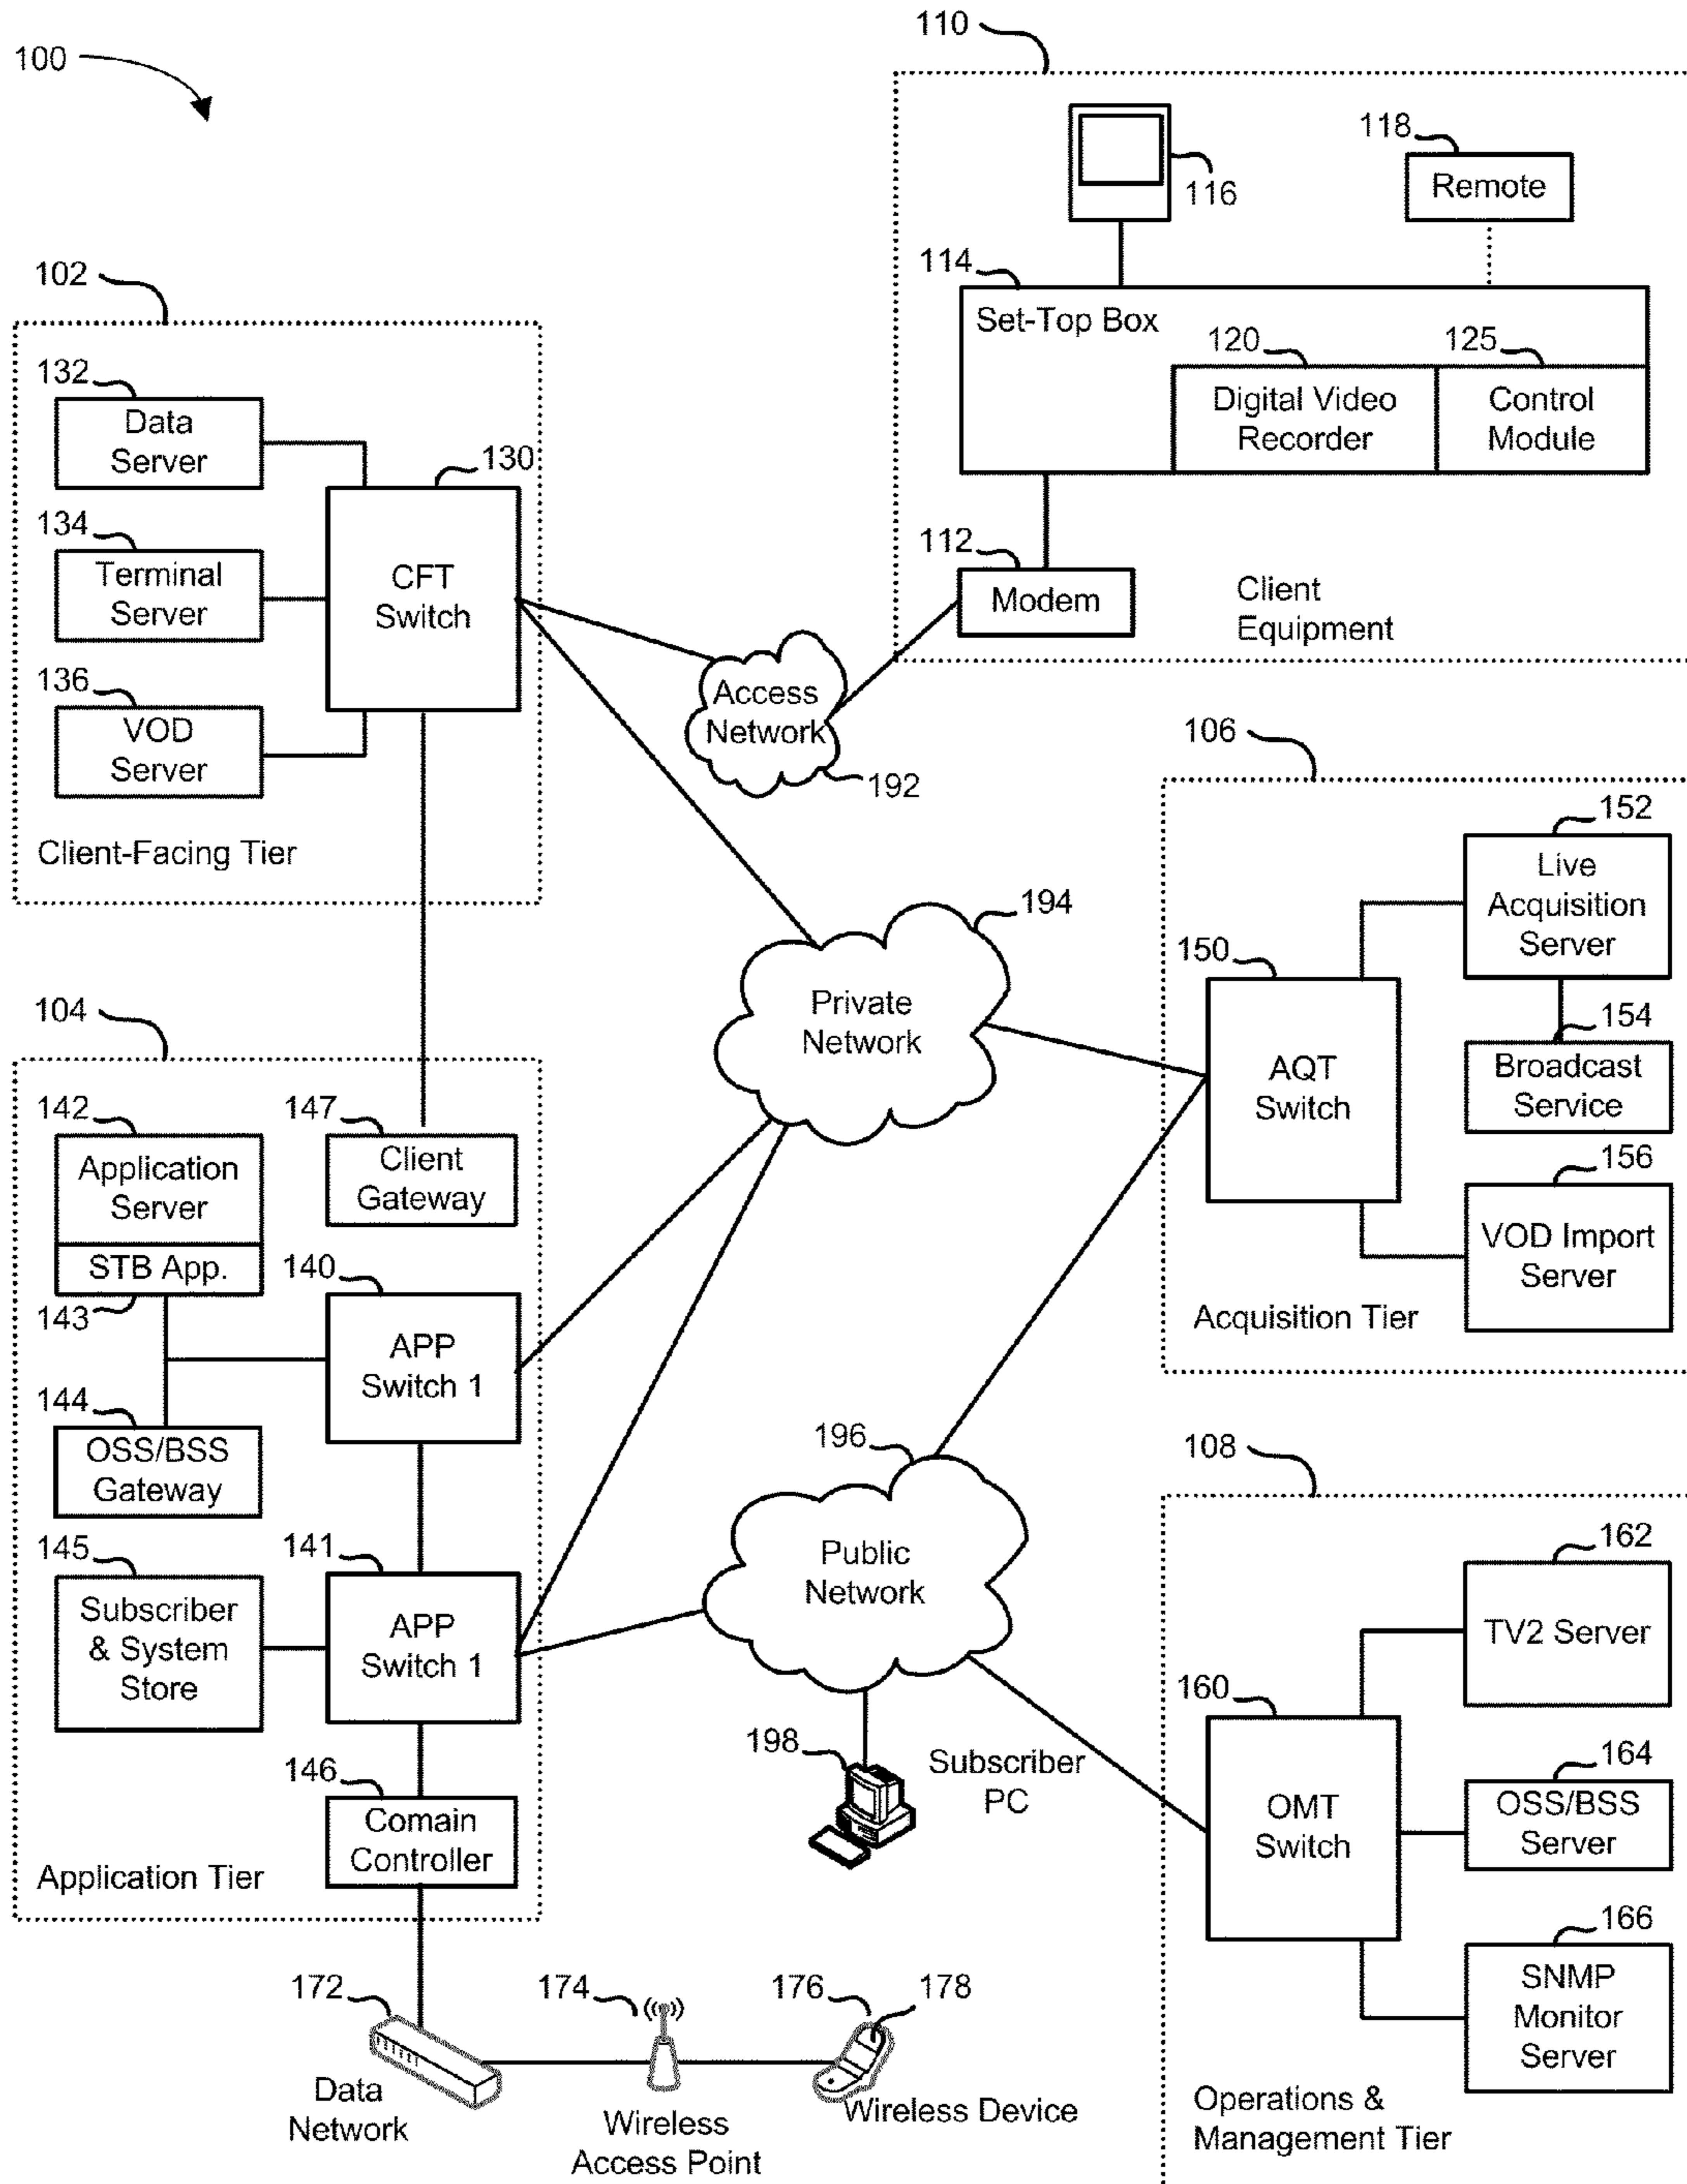 100
110
116
118
Remote
114
Set-Top Box
120
Digital Video
Recorder
125
Control
Module
112
Modem
Client
Equipment
102
132
Data
Server
130
CFT
Switch
134
Terminal
Server
136
VOD
Server
Client-Facing Tier
Access
Network
192
194
Private
Network
106
152
Live
Acquisition
Server
150
AQT
Switch
154
Broadcast
Service
156
VOD Import
Server
Acquisition Tier
104
142
Application
Server
STB App.
143
147
Client
Gateway
140
APP
Switch 1
144
OSS/BSS
Gateway
145
Subscriber
& System
Store
141
APP
Switch 1
146
Comain
Controller
Application Tier
196
Public
Network
198
Subscriber
PC
108
162
TV2 Server
160
OMT
Switch
164
OSS/BSS
Server
166
SNMP
Monitor
Server
Operations &
Management Tier
172
Data
Network
174
Wireless
Access Point
176
178
Wireless Device